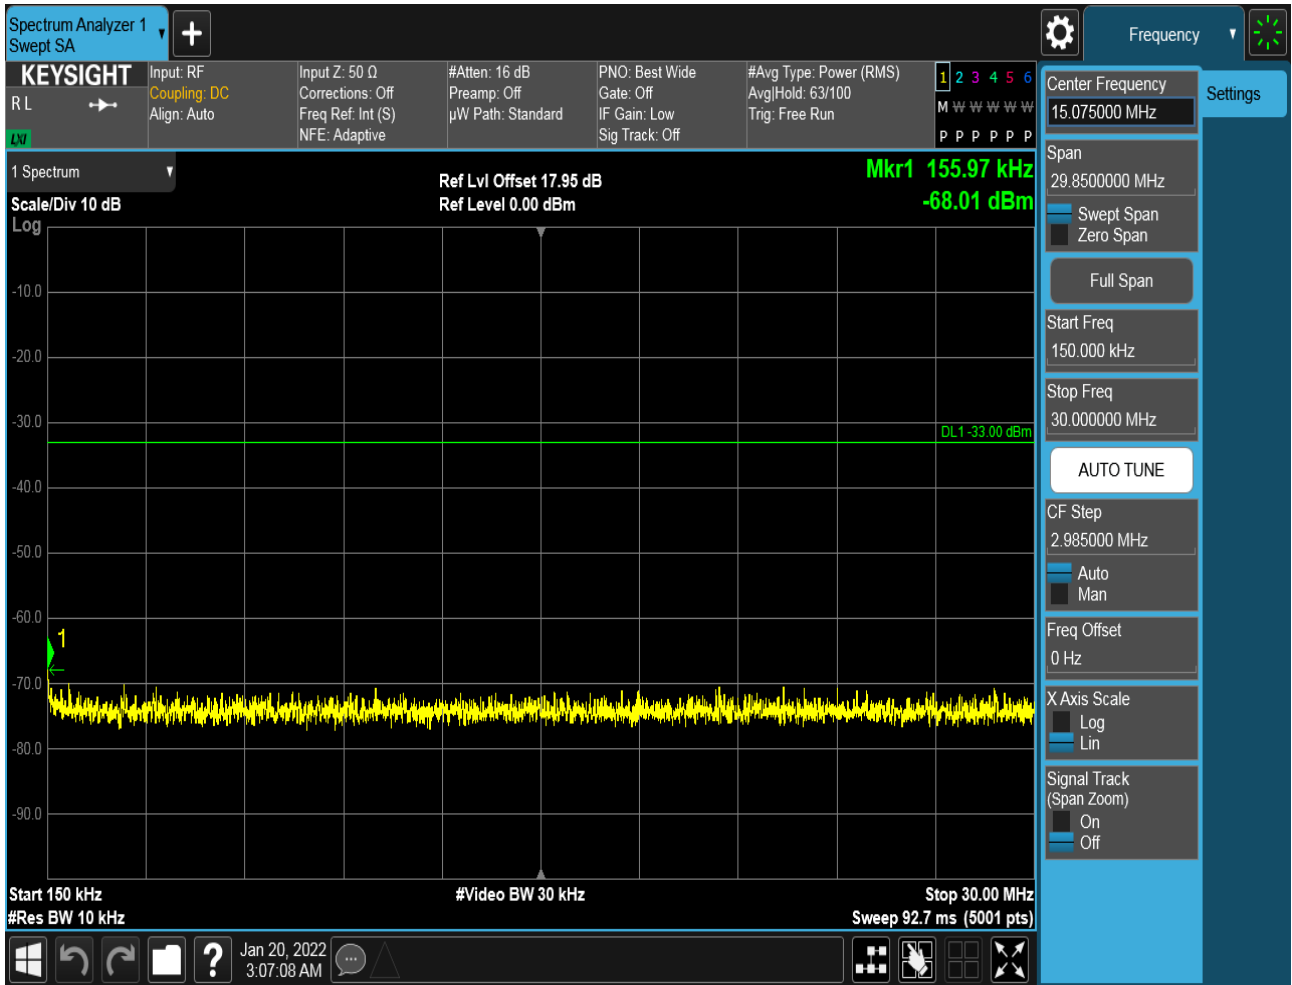 Spectrum Analyzer 1
Swept SA
Frequency
KEYSIGHT
R L
LXI
Input: RF
Coupling: DC
Align: Auto
Input Z: 50 Ω
Corrections: Off
Freq Ref: Int (S)
NFE: Adaptive
#Atten: 16 dB
Preamp: Off
µW Path: Standard
PNO: Best Wide
Gate: Off
IF Gain: Low
Sig Track: Off
#Avg Type: Power (RMS)
Avg|Hold: 63/100
Trig: Free Run
1 2 3 4 5 6
M W W W W W
P P P P P P
1 Spectrum
Scale/Div 10 dB
Log
Ref Lvl Offset 17.95 dB
Ref Level 0.00 dBm
Mkr1 155.97 kHz
-68.01 dBm
-10.0
-20.0
-30.0
DL1 -33.00 dBm
-40.0
-50.0
-60.0
1
-70.0
-80.0
-90.0
Start 150 kHz
#Video BW 30 kHz
Stop 30.00 MHz
#Res BW 10 kHz
Sweep 92.7 ms (5001 pts)
?
Jan 20, 2022
3:07:08 AM
Center Frequency
15.075000 MHz
Settings
Span
29.8500000 MHz
Swept Span
Zero Span
Full Span
Start Freq
150.000 kHz
Stop Freq
30.000000 MHz
AUTO TUNE
CF Step
2.985000 MHz
Auto
Man
Freq Offset
0 Hz
X Axis Scale
Log
Lin
Signal Track
(Span Zoom)
On
Off